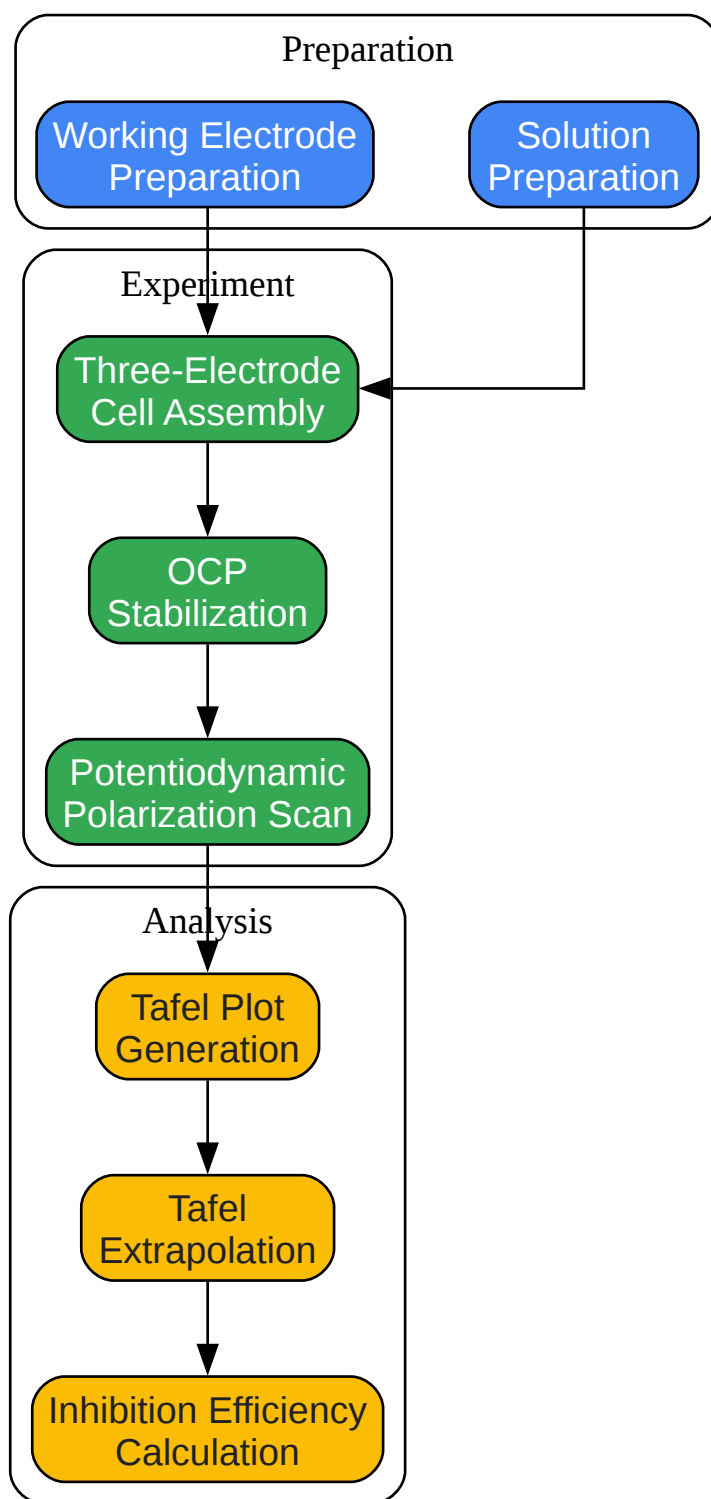 Preparation
Working Electrode
Preparation
Solution
Preparation
Experiment
Three-Electrode
Cell Assembly
OCP
Stabilization
Potentiodynamic
Polarization Scan
Analysis
Tafel Plot
Generation
Tafel
Extrapolation
Inhibition Efficiency
Calculation